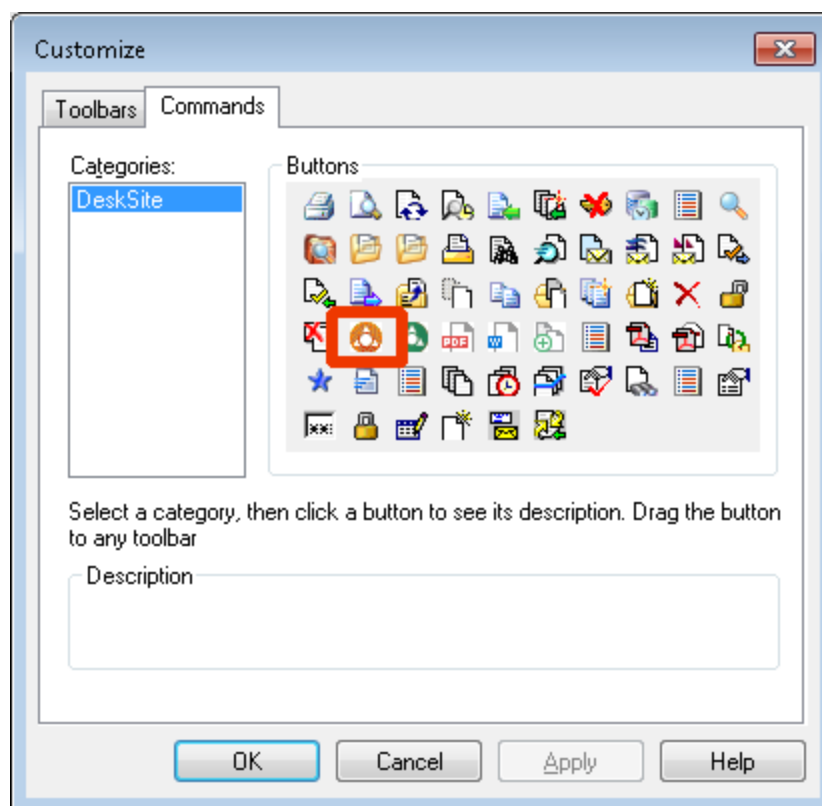 Customize
Toolbars
Commands
Categories:
DeskSite
Buttons
PDF
W
xx
Select a category, then click a button to see its description. Drag the button
to any toolbar
Description
OK
Cancel
Apply
Help